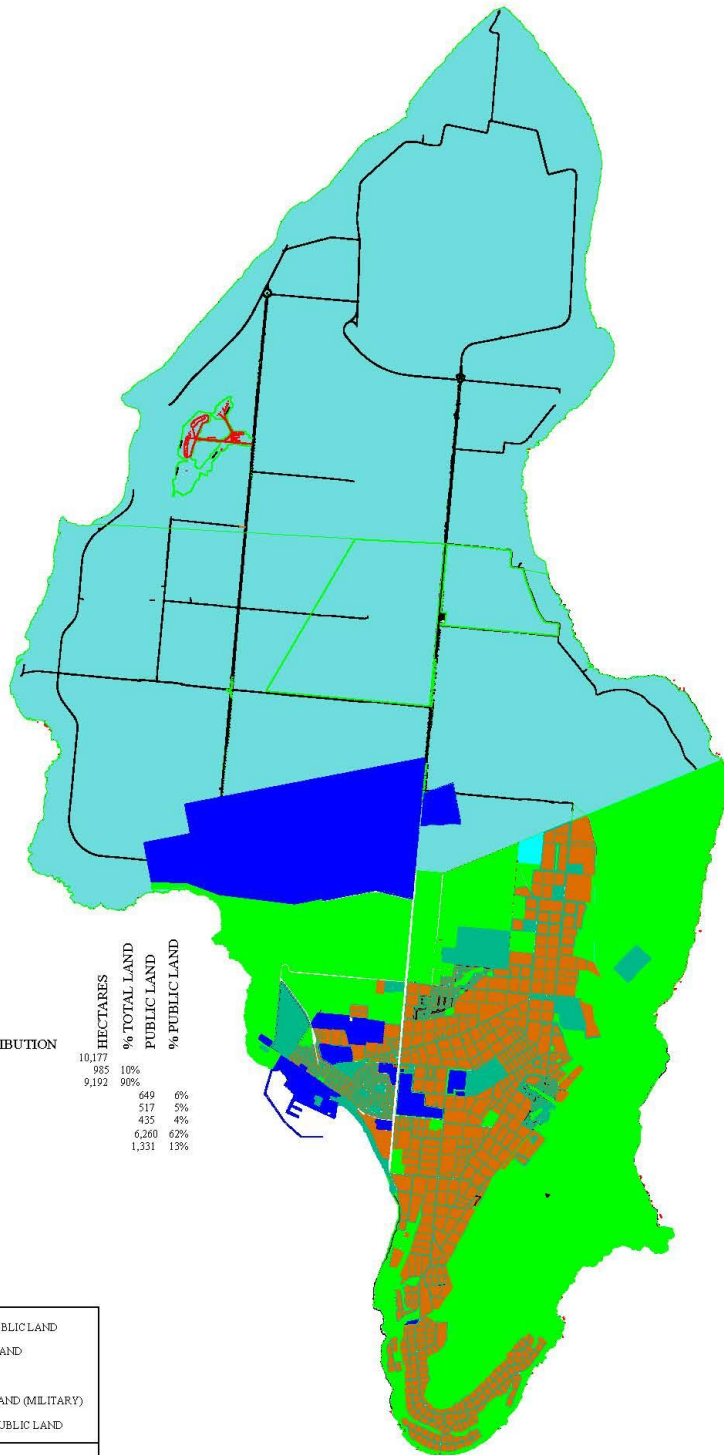 IBUTION
HECTARES
% TOTAL LAND
PUBLIC LAND
% PUBLIC LAND
10,177
985 10%
9,192 90%
649 6%
517 5%
435 4%
6,260 62%
1,331 13%
BLIC LAND
AND
AND (MILITARY)
UBLIC LAND